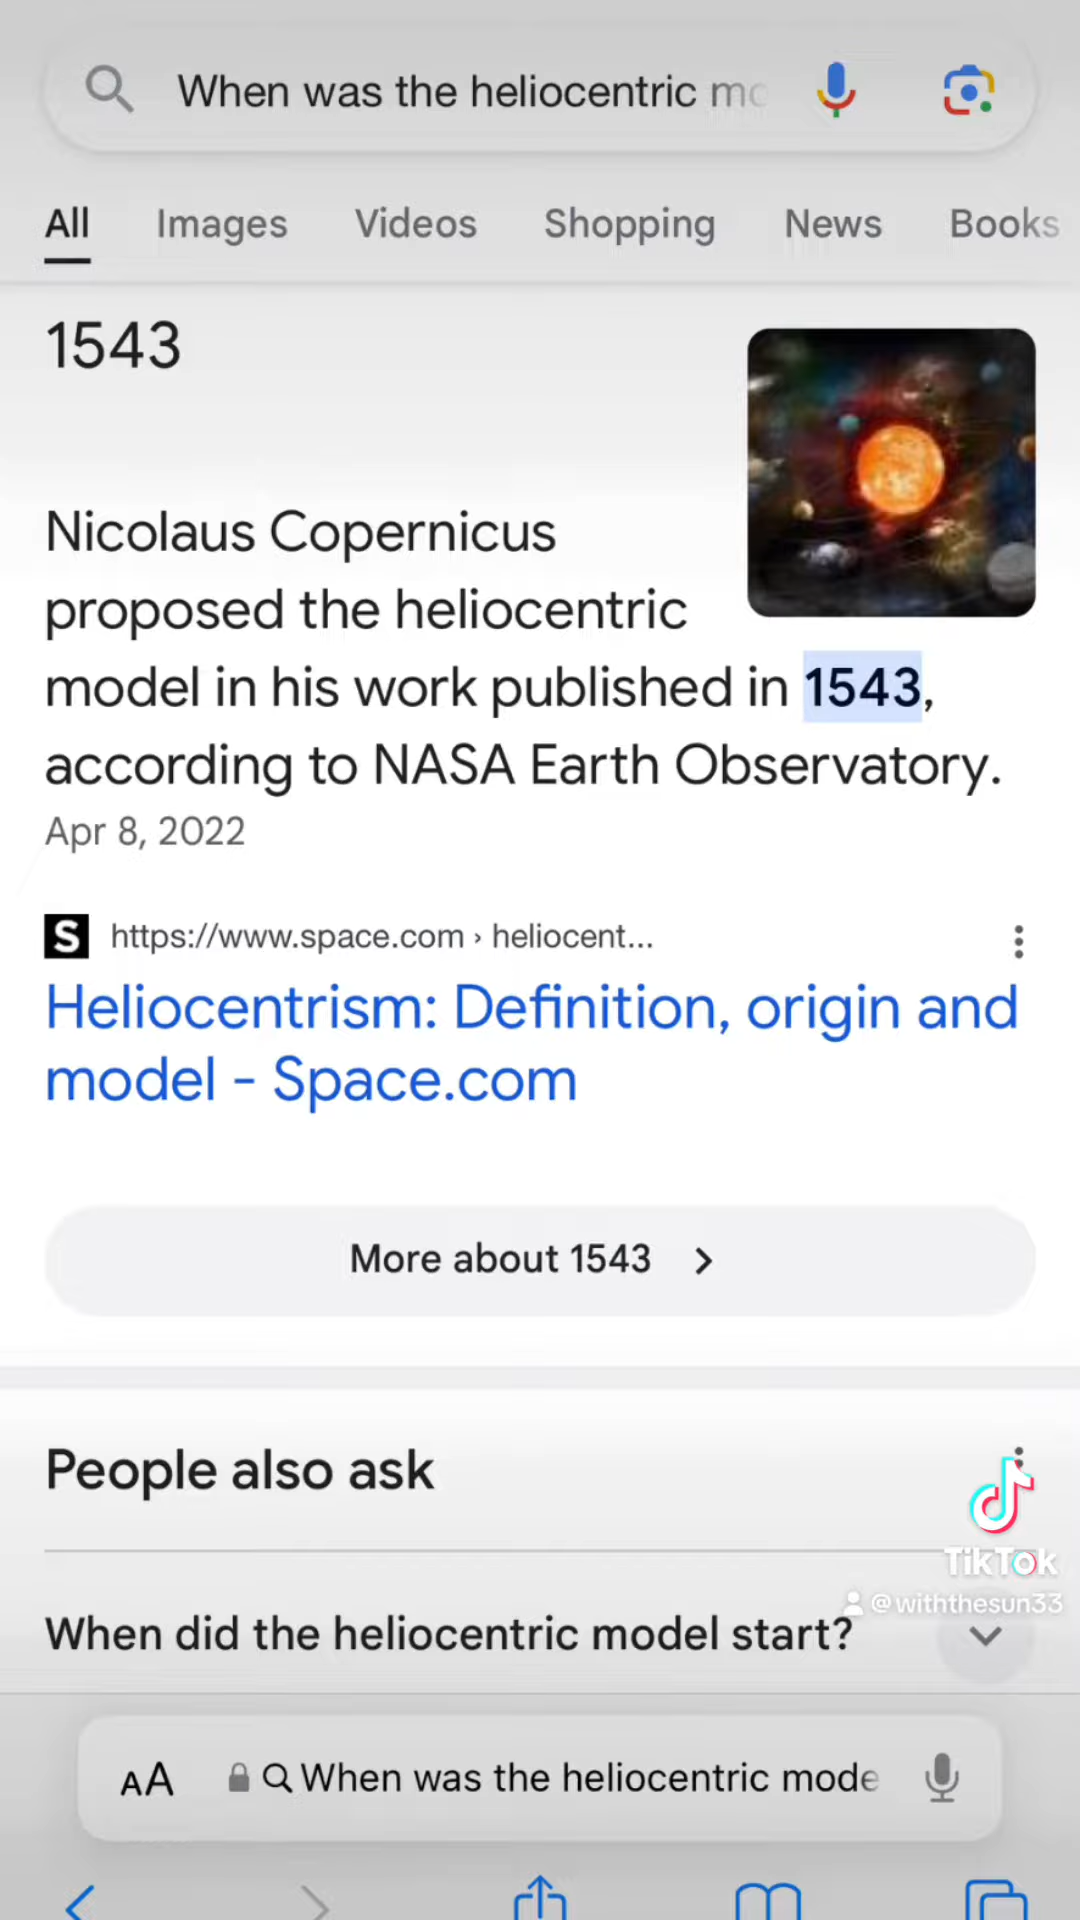 When was the heliocentric mo
All Images Videos Shopping News Books
1543
Nicolaus Copernicus
proposed the heliocentric
model in his work published in 1543,
according to NASA Earth Observatory.
Apr 8, 2022
S https://www.space.com › heliocent...
Heliocentrism: Definition, origin and
model - Space.com
More about 1543
People also ask
TikTok
@withthesun33
When did the heliocentric model start?
AA When was the heliocentric mode